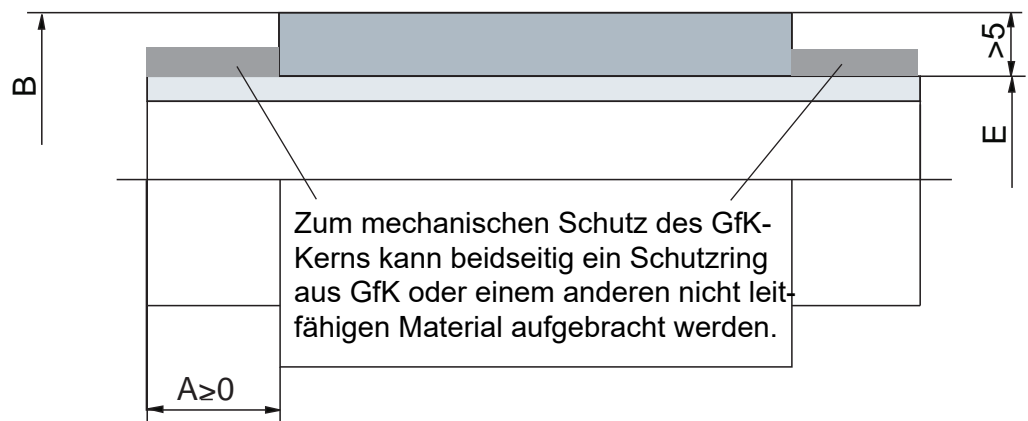 B
>5
E
Zum mechanischen Schutz des GfK-
Kerns kann beidseitig ein Schutzring
aus GfK oder einem anderen nicht leit-
fähigen Material aufgebracht werden.
A≥0